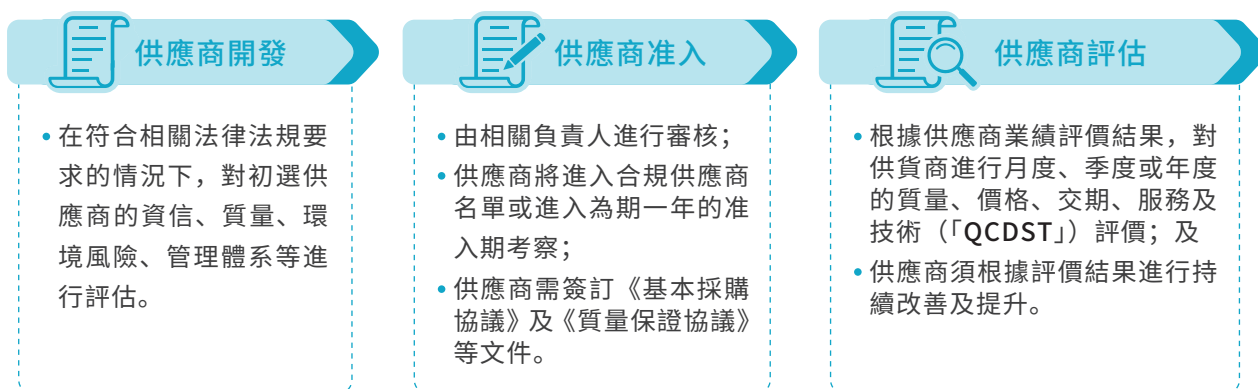 供應商開發
• 在符合相關法律法規要
求的情況下，對初選供
應商的資信、質量、環
境風險、管理體系等進
行評估。
供應商准入
• 由相關負責人進行審核；
• 供應商將進入合規供應商
名單或進入為期一年的准
入期考察；
• 供應商需簽訂《基本採購
協議》及《質量保證協議》
等文件。
供應商評估
• 根據供應商業績評價結果，對
供貨商進行月度、季度或年度
的質量、價格、交期、服務及
技術（「QCDST」）評價；及
• 供應商須根據評價結果進行持
續改善及提升。